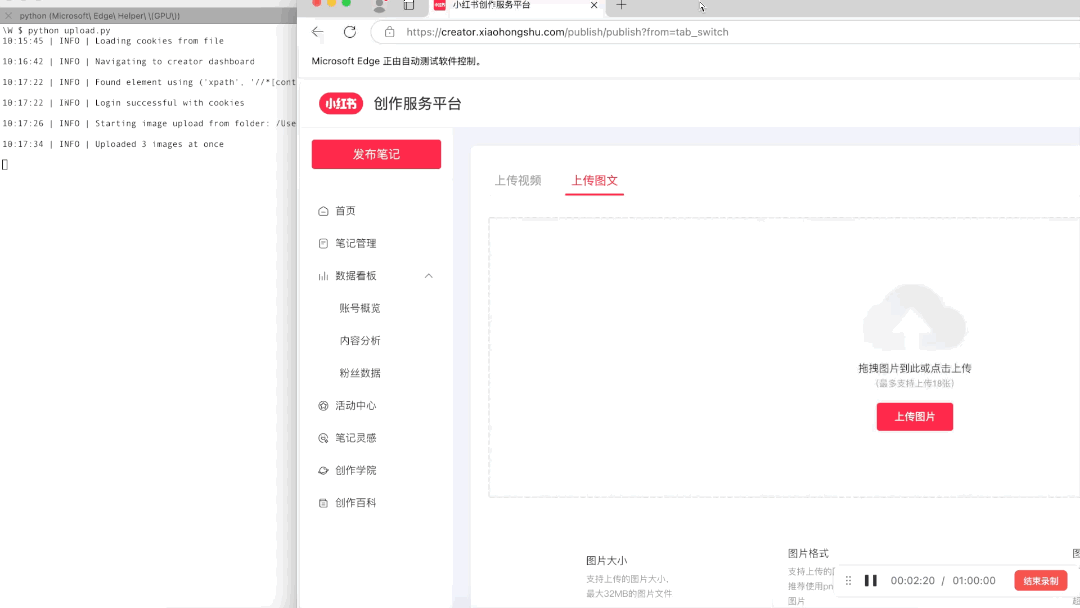 python (Microsoft\ Edge\ Helper\ \(GPU\))
\W $ python upload.py
10:15:45 | INFO | Loading cookies from file
10:16:42 | INFO | Navigating to creator dashboard
10:17:22 | INFO | Found element using ('xpath', '//*[cont
10:17:22 | INFO | Login successful with cookies
10:17:26 | INFO | Starting image upload from folder: /Use
10:17:34 | INFO | Uploaded 3 images at once
小红书创作服务平台
https://creator.xiaohongshu.com/publish/publish?from=tab_switch
Microsoft Edge 正由自动测试软件控制。
小红书 创作服务平台
发布笔记
首页
笔记管理
数据看板
账号概览
内容分析
粉丝数据
活动中心
笔记灵感
创作学院
创作百科
上传视频 上传图文
拖拽图片到此或点击上传
(最多支持上传18张)
上传图片
图片大小
支持上传的图片大小,
最大32MB的图片文件
图片格式
支持上传的
推荐使用pn
图片
00:02:20 / 01:00:00
结束录制